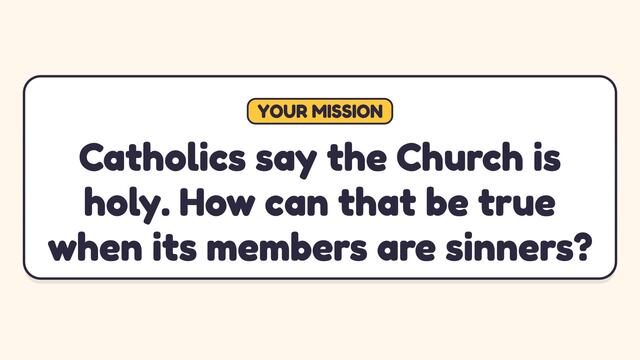 YOUR MISSION
Catholics say the Church is
holy. How can that be true
when its members are sinners?